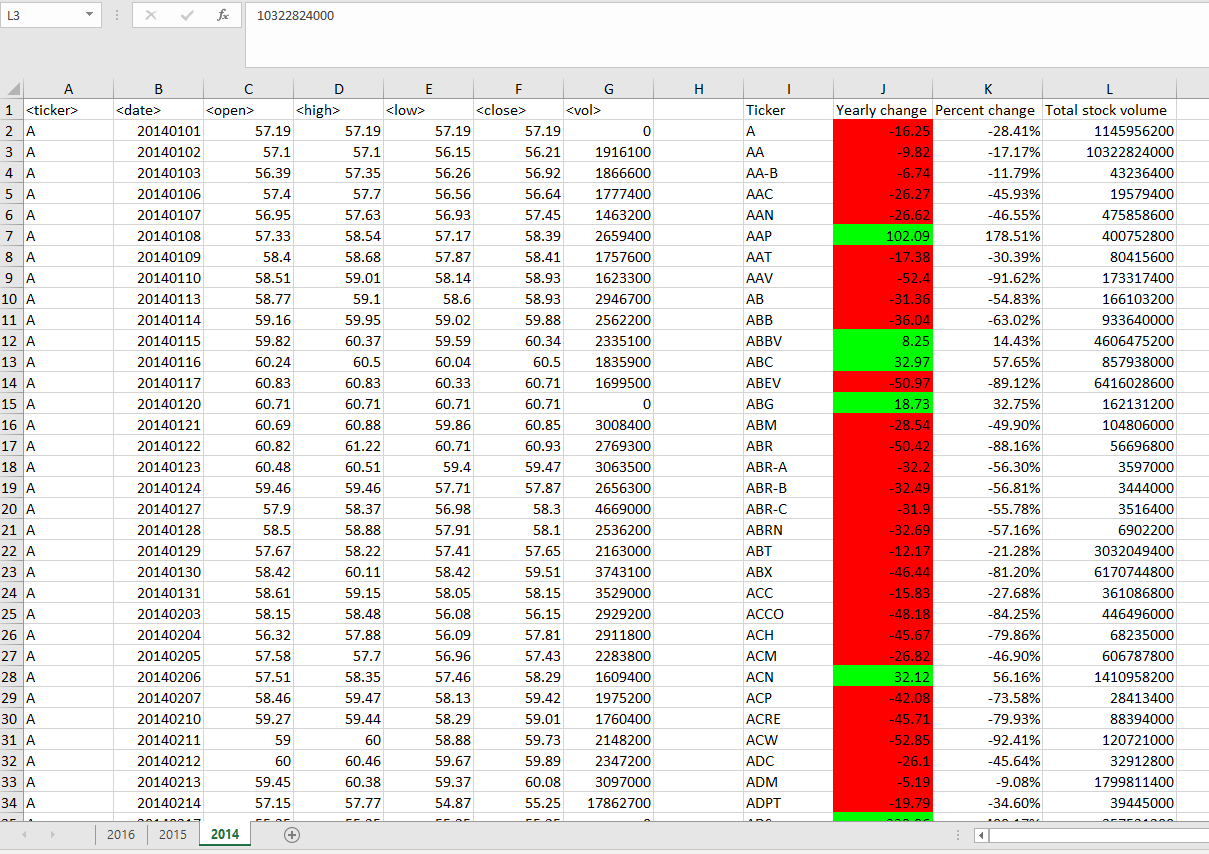 L3 fx 10322824000
A B C D E F G H I J K L
1 <ticker> <date> <open> <high> <low> <close> <vol> Ticker Yearly change Percent change Total stock volume
2 A 20140101 57.19 57.19 57.19 57.19 0 A -16.25 -28.41% 1145956200
3 A 20140102 57.1 57.1 56.15 56.21 1916100 AA -9.82 -17.17% 10322824000
4 A 20140103 56.39 57.35 56.26 56.92 1866600 AA-B -6.74 -11.79% 43236400
5 A 20140106 57.4 57.7 56.56 56.64 1777400 AAC -26.27 -45.93% 19579400
6 A 20140107 56.95 57.63 56.93 57.45 1463200 AAN -26.62 -46.55% 475858600
7 A 20140108 57.33 58.54 57.17 58.39 2659400 AAP 102.09 178.51% 400752800
8 A 20140109 58.4 58.68 57.87 58.41 1757600 AAT -17.38 -30.39% 80415600
9 A 20140110 58.51 59.01 58.14 58.93 1623300 AAV -52.4 -91.62% 173317400
10 A 20140113 58.77 59.1 58.6 58.93 2946700 AB -31.36 -54.83% 166103200
11 A 20140114 59.16 59.95 59.02 59.88 2562200 ABB -36.04 -63.02% 933640000
12 A 20140115 59.82 60.37 59.59 60.34 2335100 ABBV 8.25 14.43% 4606475200
13 A 20140116 60.24 60.5 60.04 60.5 1835900 ABC 32.97 57.65% 857938000
14 A 20140117 60.83 60.83 60.33 60.71 1699500 ABEV -50.97 -89.12% 6416028600
15 A 20140120 60.71 60.71 60.71 60.71 0 ABG 18.73 32.75% 162131200
16 A 20140121 60.69 60.88 59.86 60.85 3008400 ABM -28.54 -49.90% 104806000
17 A 20140122 60.82 61.22 60.71 60.93 2769300 ABR -50.42 -88.16% 56696800
18 A 20140123 60.48 60.51 59.4 59.47 3063500 ABR-A -32.2 -56.30% 3597000
19 A 20140124 59.46 59.46 57.71 57.87 2656300 ABR-B -32.49 -56.81% 3444000
20 A 20140127 57.9 58.37 56.98 58.3 4669000 ABR-C -31.9 -55.78% 3516400
21 A 20140128 58.5 58.88 57.91 58.1 2536200 ABRN -32.69 -57.16% 6902200
22 A 20140129 57.67 58.22 57.41 57.65 2163000 ABT -12.17 -21.28% 3032049400
23 A 20140130 58.42 60.11 58.42 59.51 3743100 ABX -46.44 -81.20% 6170744800
24 A 20140131 58.61 59.15 58.05 58.15 3529000 ACC -15.83 -27.68% 361086800
25 A 20140203 58.15 58.48 56.08 56.15 2929200 ACCO -48.18 -84.25% 446496000
26 A 20140204 56.32 57.88 56.09 57.81 2911800 ACH -45.67 -79.86% 68235000
27 A 20140205 57.58 57.7 56.96 57.43 2283800 ACM -26.82 -46.90% 606787800
28 A 20140206 57.51 58.35 57.46 58.29 1609400 ACN 32.12 56.16% 1410958200
29 A 20140207 58.46 59.47 58.13 59.42 1975200 ACP -42.08 -73.58% 28413400
30 A 20140210 59.27 59.44 58.29 59.01 1760400 ACRE -45.71 -79.93% 88394000
31 A 20140211 59 60 58.88 59.73 2148200 ACW -52.85 -92.41% 120721000
32 A 20140212 60 60.46 59.67 59.89 2347200 ADC -26.1 -45.64% 32912800
33 A 20140213 59.45 60.38 59.37 60.08 3097000 ADM -5.19 -9.08% 1799811400
34 A 20140214 57.15 57.77 54.87 55.25 17862700 ADPT -19.79 -34.60% 39445000
2016 2015 2014